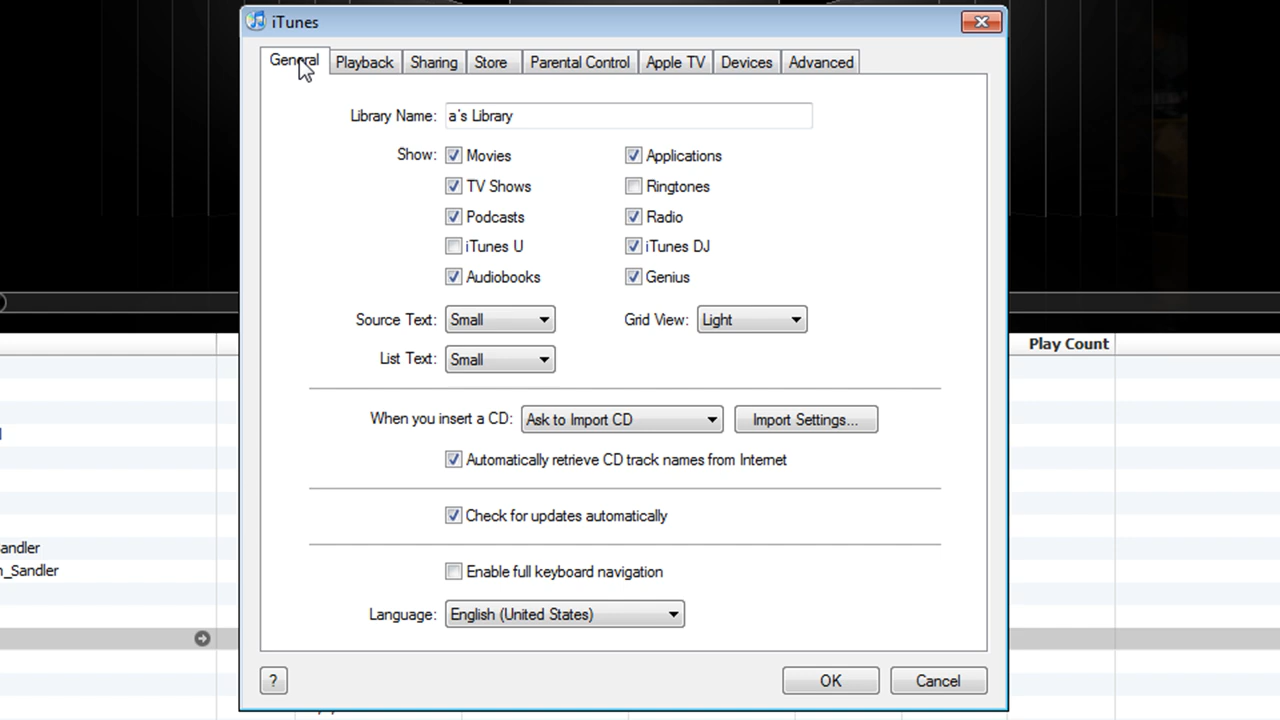 iTunes
General Playback Sharing Store Parental Control Apple TV Devices Advanced
Library Name: a's Library
Show: Movies Applications
TV Shows Ringtones
Podcasts Radio
iTunes U iTunes DJ
Audiobooks Genius
Source Text: Small Grid View: Light
List Text: Small
Play Count
When you insert a CD: Ask to Import CD Import Settings...
Automatically retrieve CD track names from Internet
Check for updates automatically
andler
n_Sandler
Enable full keyboard navigation
Language: English (United States)
? OK Cancel